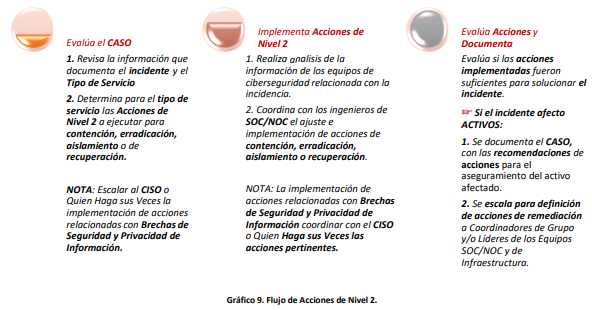 Evalúa el CASO
1. Revisa la información que
documenta el incidente y el
Tipo de Servicio
2. Determina para el tipo de
servicio las Acciones de
Nivel 2 a ejecutar para
contención, erradicación,
aislamiento o de
recuperación.
NOTA: Escalar al CISO o
Quien Haga sus Veces la
implementación de acciones
relacionadas con Brechas de
Seguridad y Privacidad de
Información.
Implementa Acciones de
Nivel 2
1. Realiza analisis de la
información de los equipos de
ciberseguridad relacionada con la
incidencia.
2. Coordina con los ingenieros de
SOC/NOC el ajuste e
implementación de acciones de
contención, erradicación,
aislamiento o recuperación.
NOTA: La implementación de
acciones relacionadas con Brechas
de Seguridad y Privacidad de
Información coordinar con el CISO
o Quien Haga sus Veces las
acciones pertinentes.
Evalúa Acciones y
Documenta
Evalúa si las acciones
implementadas fueron
suficientes para solucionar el
incidente.
☞ Si el incidente afecto
ACTIVOS:
1. Se documenta el CASO,
con las recomendaciones de
acciones para el
aseguramiento del activo
afectado.
2. Se escala para definición
de acciones de remediación
a Coordinadores de Grupo
y/o Líderes de los Equipos
SOC/NOC y de
Infraestructura.
Gráfico 9. Flujo de Acciones de Nivel 2.